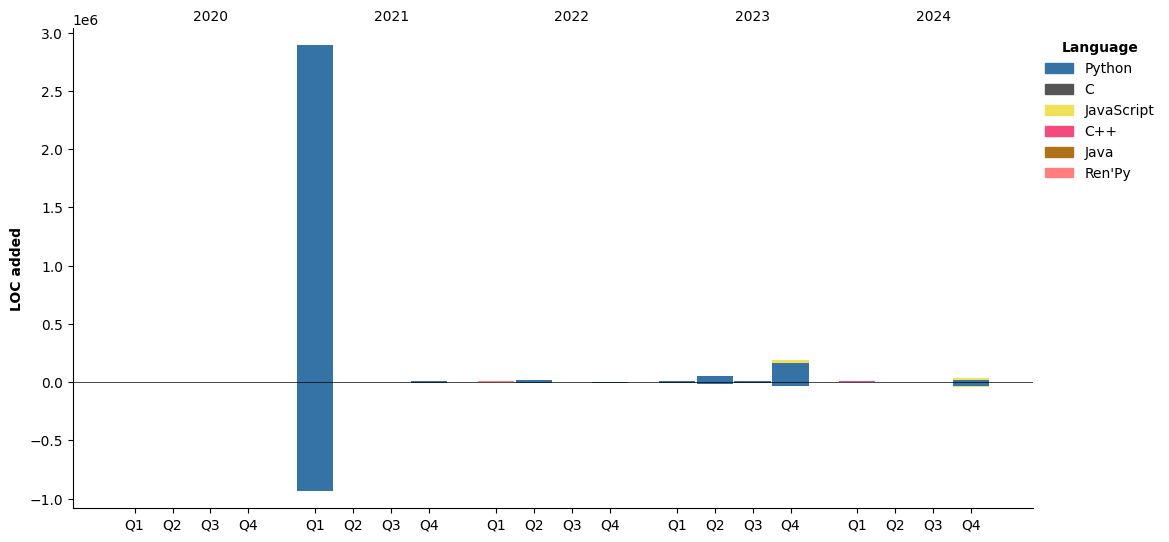 2020 2021 2022 2023 2024
1e6
3.0
2.5
2.0
1.5
1.0
0.5
0.0
−0.5
−1.0
LOC added
Q1 Q2 Q3 Q4 Q1 Q2 Q3 Q4 Q1 Q2 Q3 Q4 Q1 Q2 Q3 Q4 Q1 Q2 Q3 Q4
Language
Python
C
JavaScript
C++
Java
Ren'Py